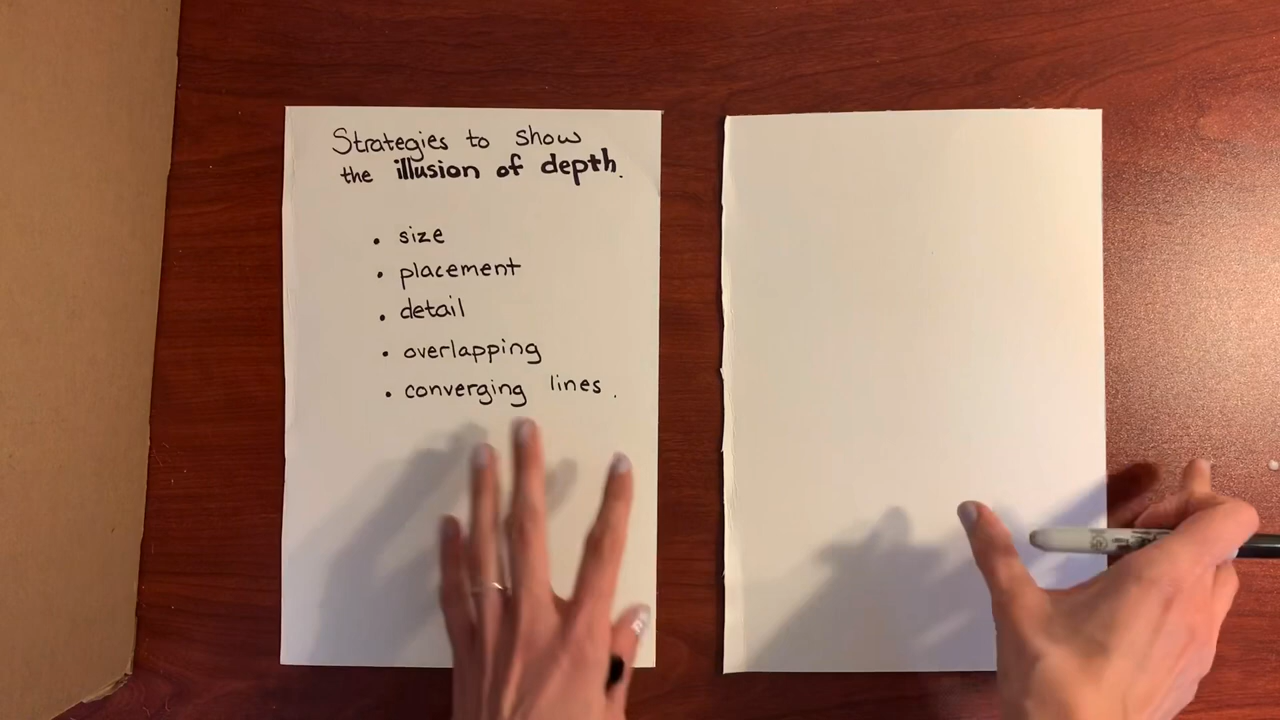 Strategies to show
the illusion of depth.
• size
• placement
• detail
• overlapping
• converging lines.